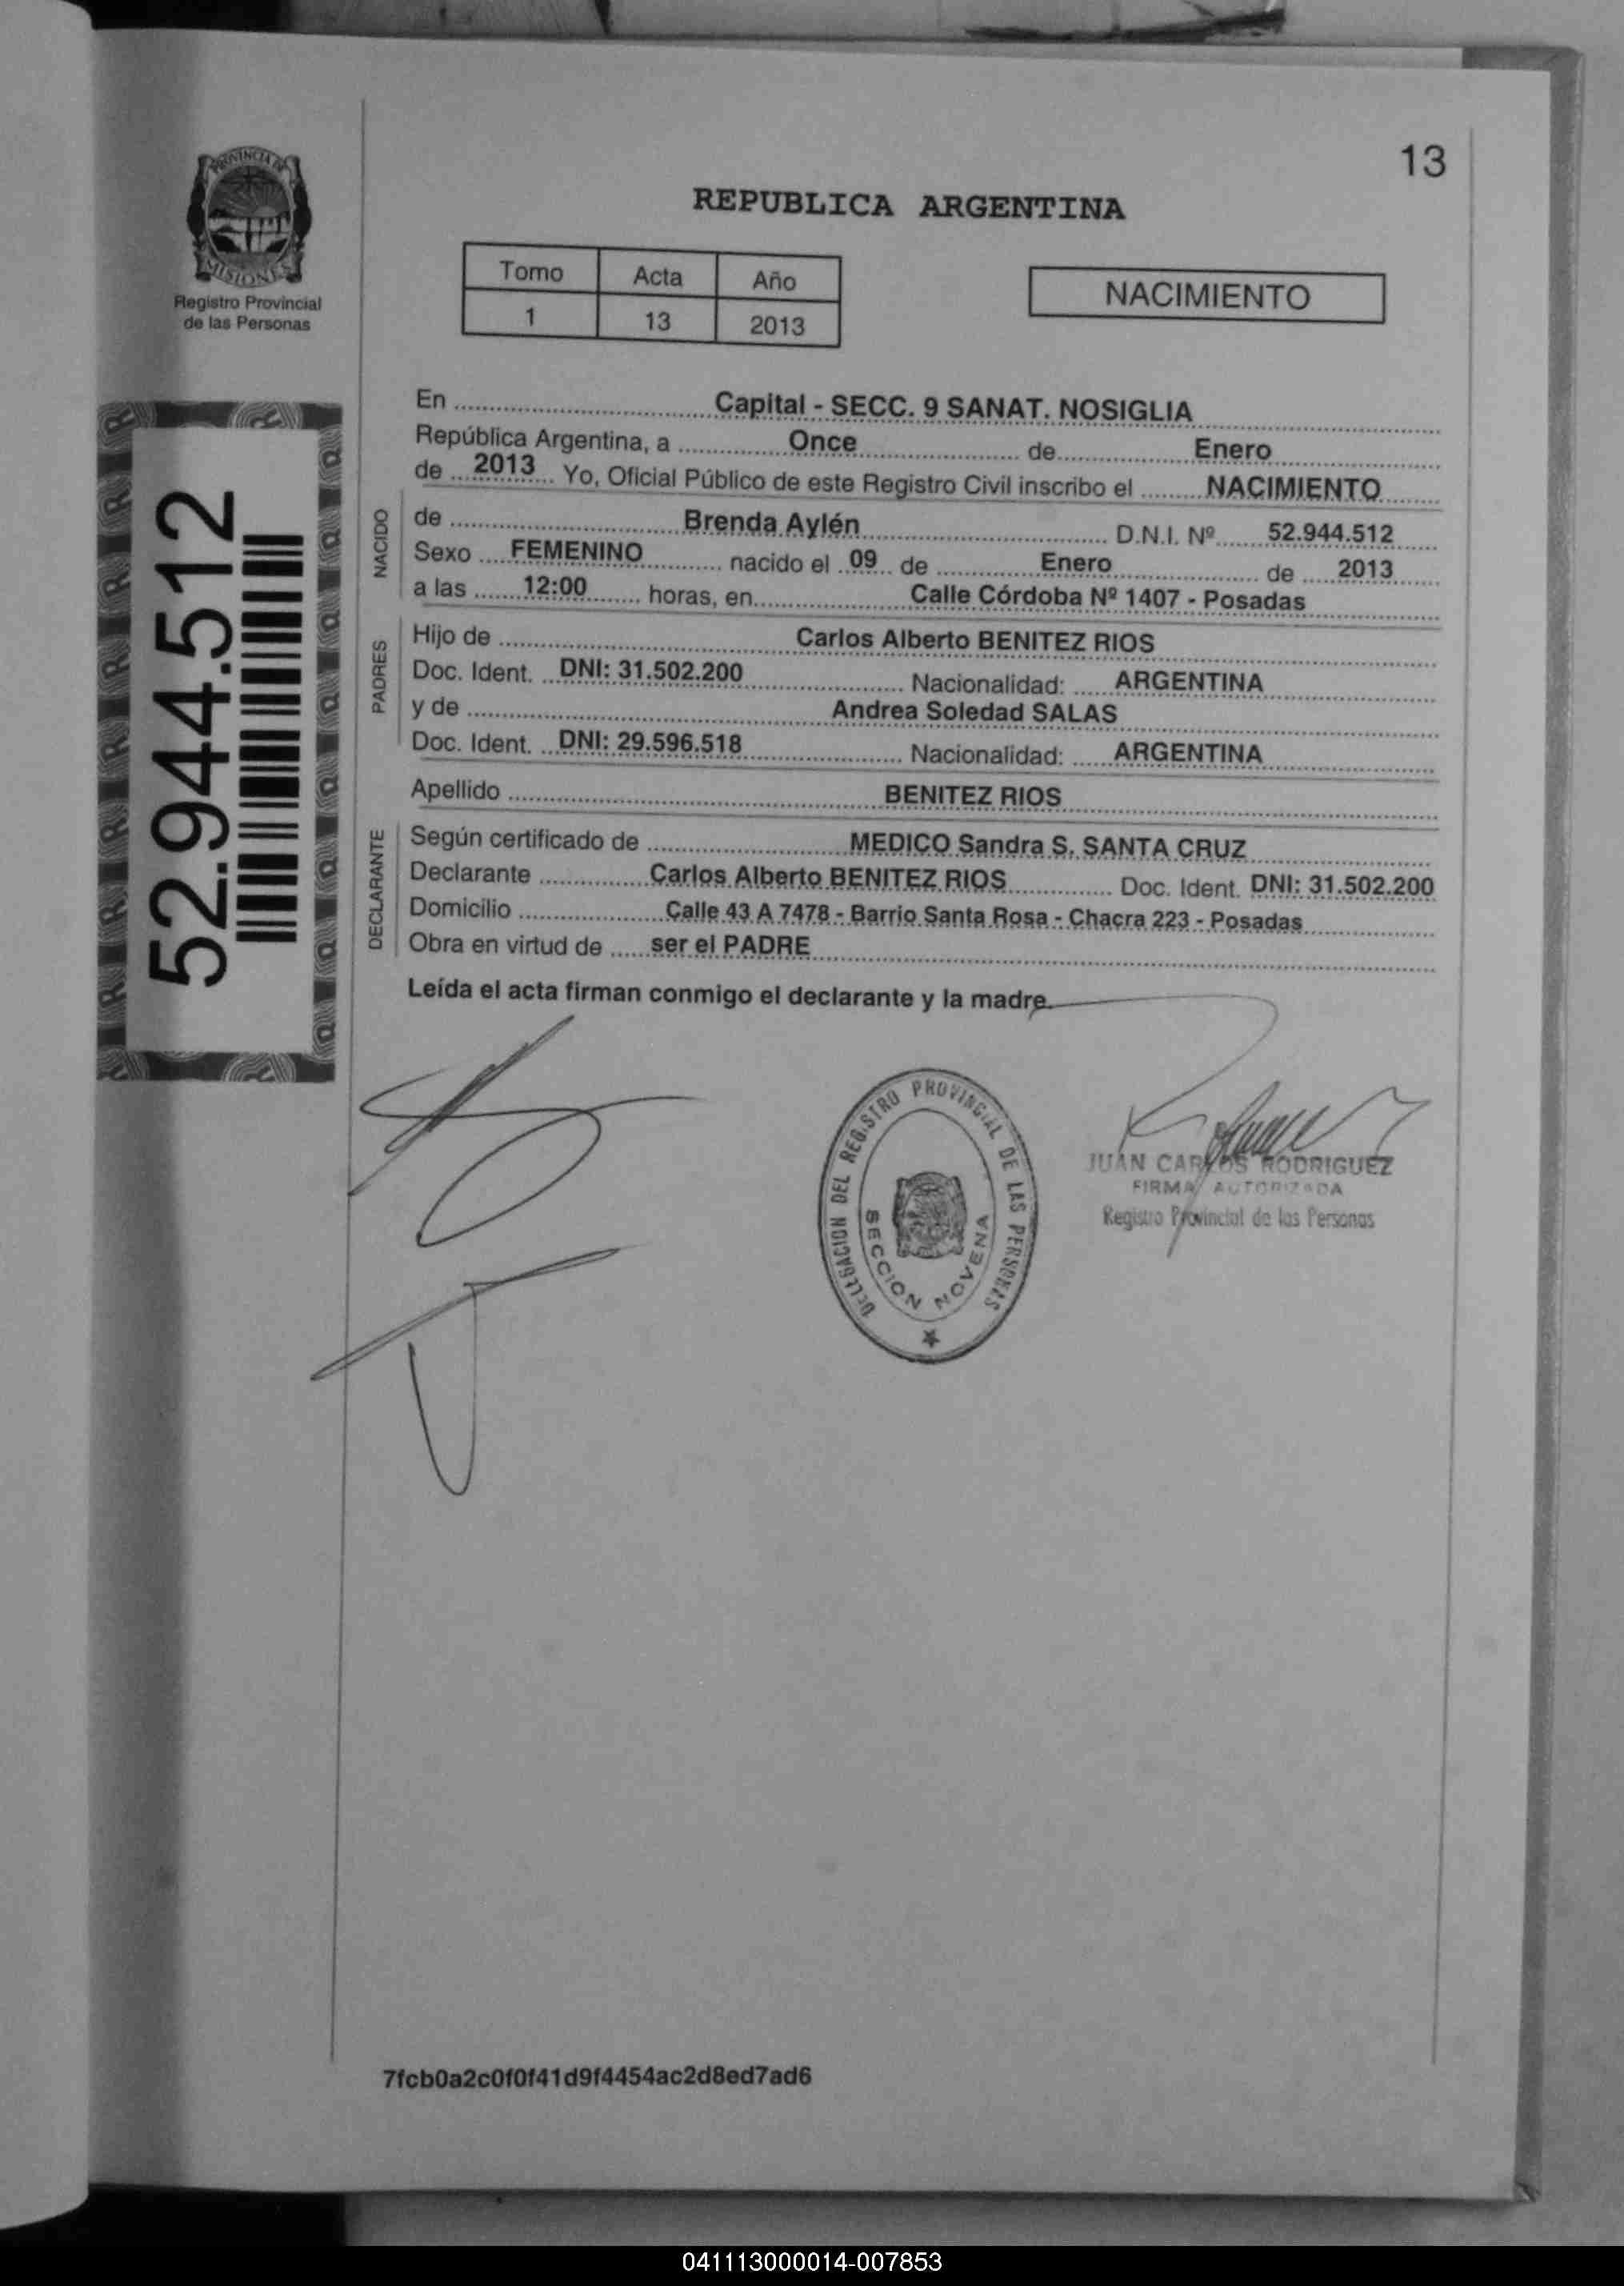 13
PROVINCIA DE
MISIONES
Registro Provincial
de las Personas
REPUBLICA ARGENTINA
Tomo Acta Año
1 13 2013
NACIMIENTO
52.944.512
En Capital - SECC. 9 SANAT. NOSIGLIA
República Argentina, a Once de Enero
de 2013 Yo, Oficial Público de este Registro Civil inscribo el NACIMIENTO
NACIDO
de Brenda Aylén D.N.I. Nº 52.944.512
Sexo FEMENINO nacido el 09 de Enero de 2013
a las 12:00 horas, en Calle Córdoba Nº 1407 - Posadas
PADRES
Hijo de Carlos Alberto BENITEZ RIOS
Doc. Ident. DNI: 31.502.200 Nacionalidad: ARGENTINA
y de Andrea Soledad SALAS
Doc. Ident. DNI: 29.596.518 Nacionalidad: ARGENTINA
Apellido BENITEZ RIOS
DECLARANTE
Según certificado de MEDICO Sandra S. SANTA CRUZ
Declarante Carlos Alberto BENITEZ RIOS Doc. Ident. DNI: 31.502.200
Domicilio Calle 43 A 7478 - Barrio Santa Rosa - Chacra 223 - Posadas
Obra en virtud de ser el PADRE
Leída el acta firman conmigo el declarante y la madre.
DELEGACION DEL REGISTRO PROVINCIAL DE LAS PERSONAS
SECCION NOVENA
JUAN CARLOS RODRIGUEZ
FIRMA AUTORIZADA
Registro Provincial de las Personas
7fcb0a2c0f0f41d9f4454ac2d8ed7ad6
041113000014-007853